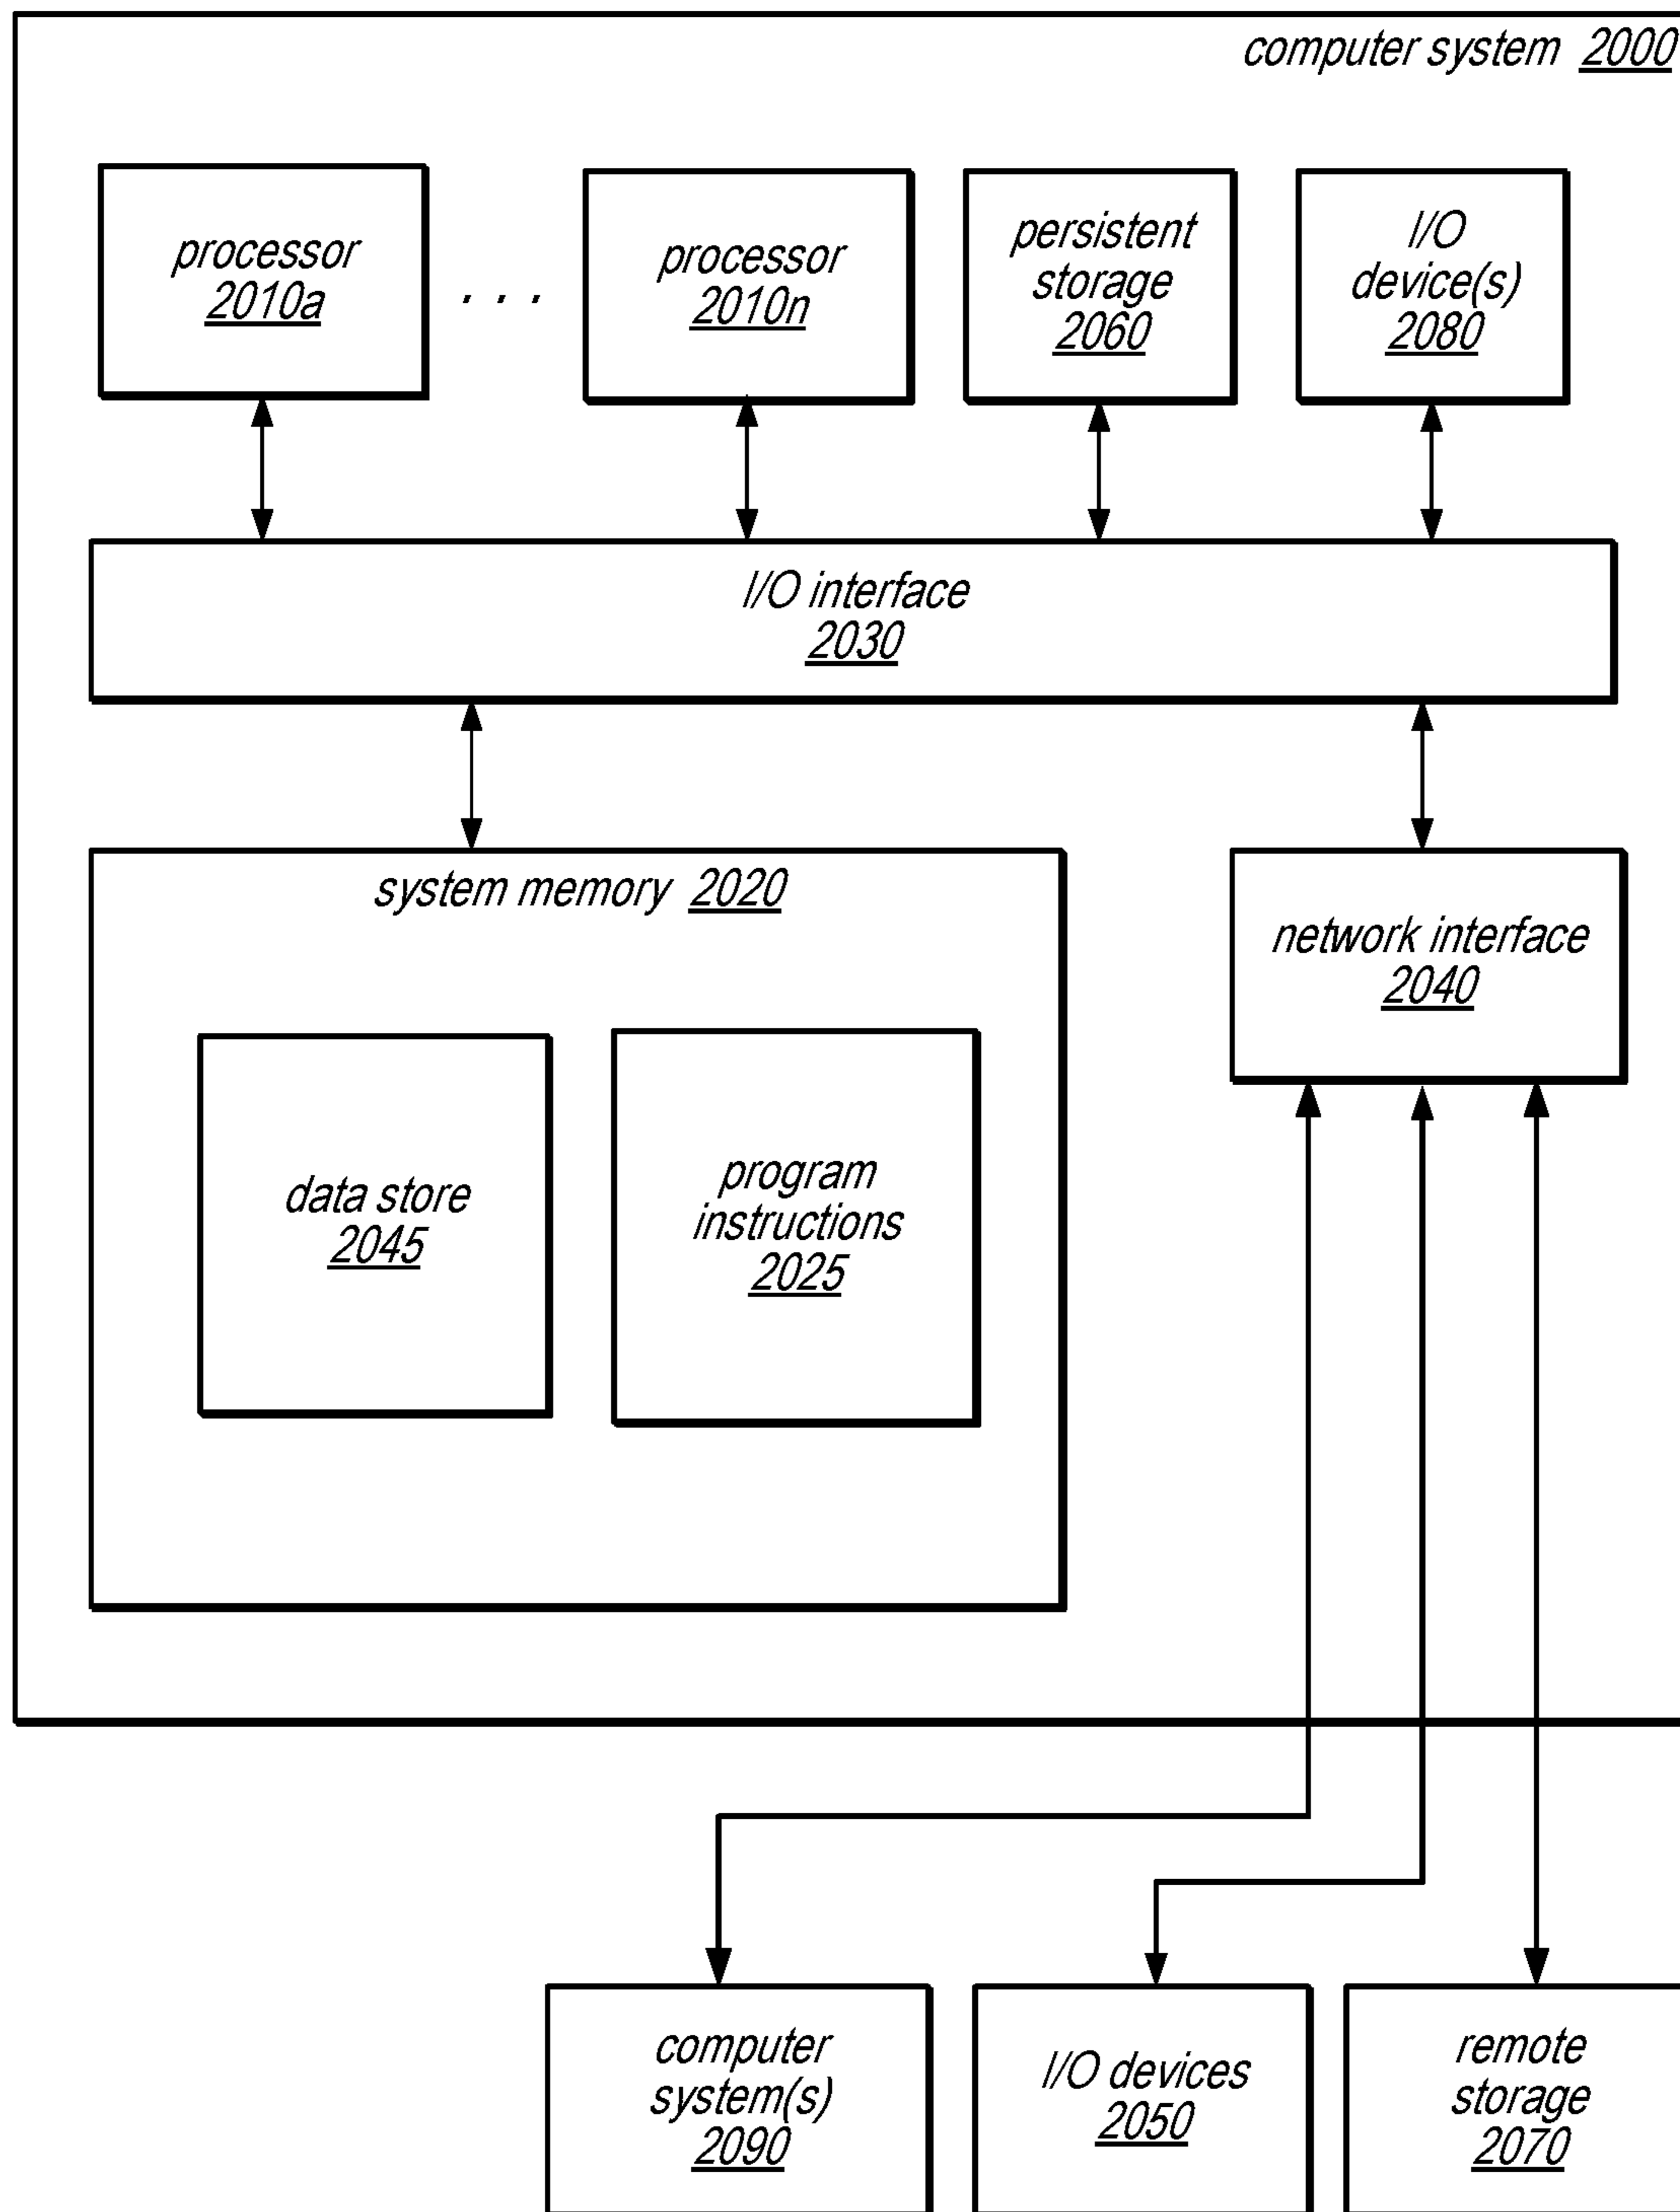 computer system 2000
processor
2010a
. . .
processor
2010n
persistent
storage
2060
I/O
device(s)
2080
I/O interface
2030
system memory 2020
network interface
2040
data store
2045
program
instructions
2025
computer
system(s)
2090
I/O devices
2050
remote
storage
2070